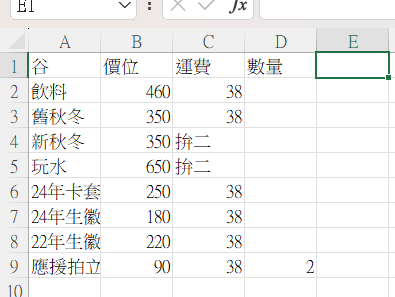 E1 fx
A B C D E
1 谷 價位 運費 數量
2 飲料 460 38
3 舊秋冬 350 38
4 新秋冬 350 拚二
5 玩水 650 拚二
6 24年卡套 250 38
7 24年生徽 180 38
8 22年生徽 220 38
9 應援拍立 90 38 2
10